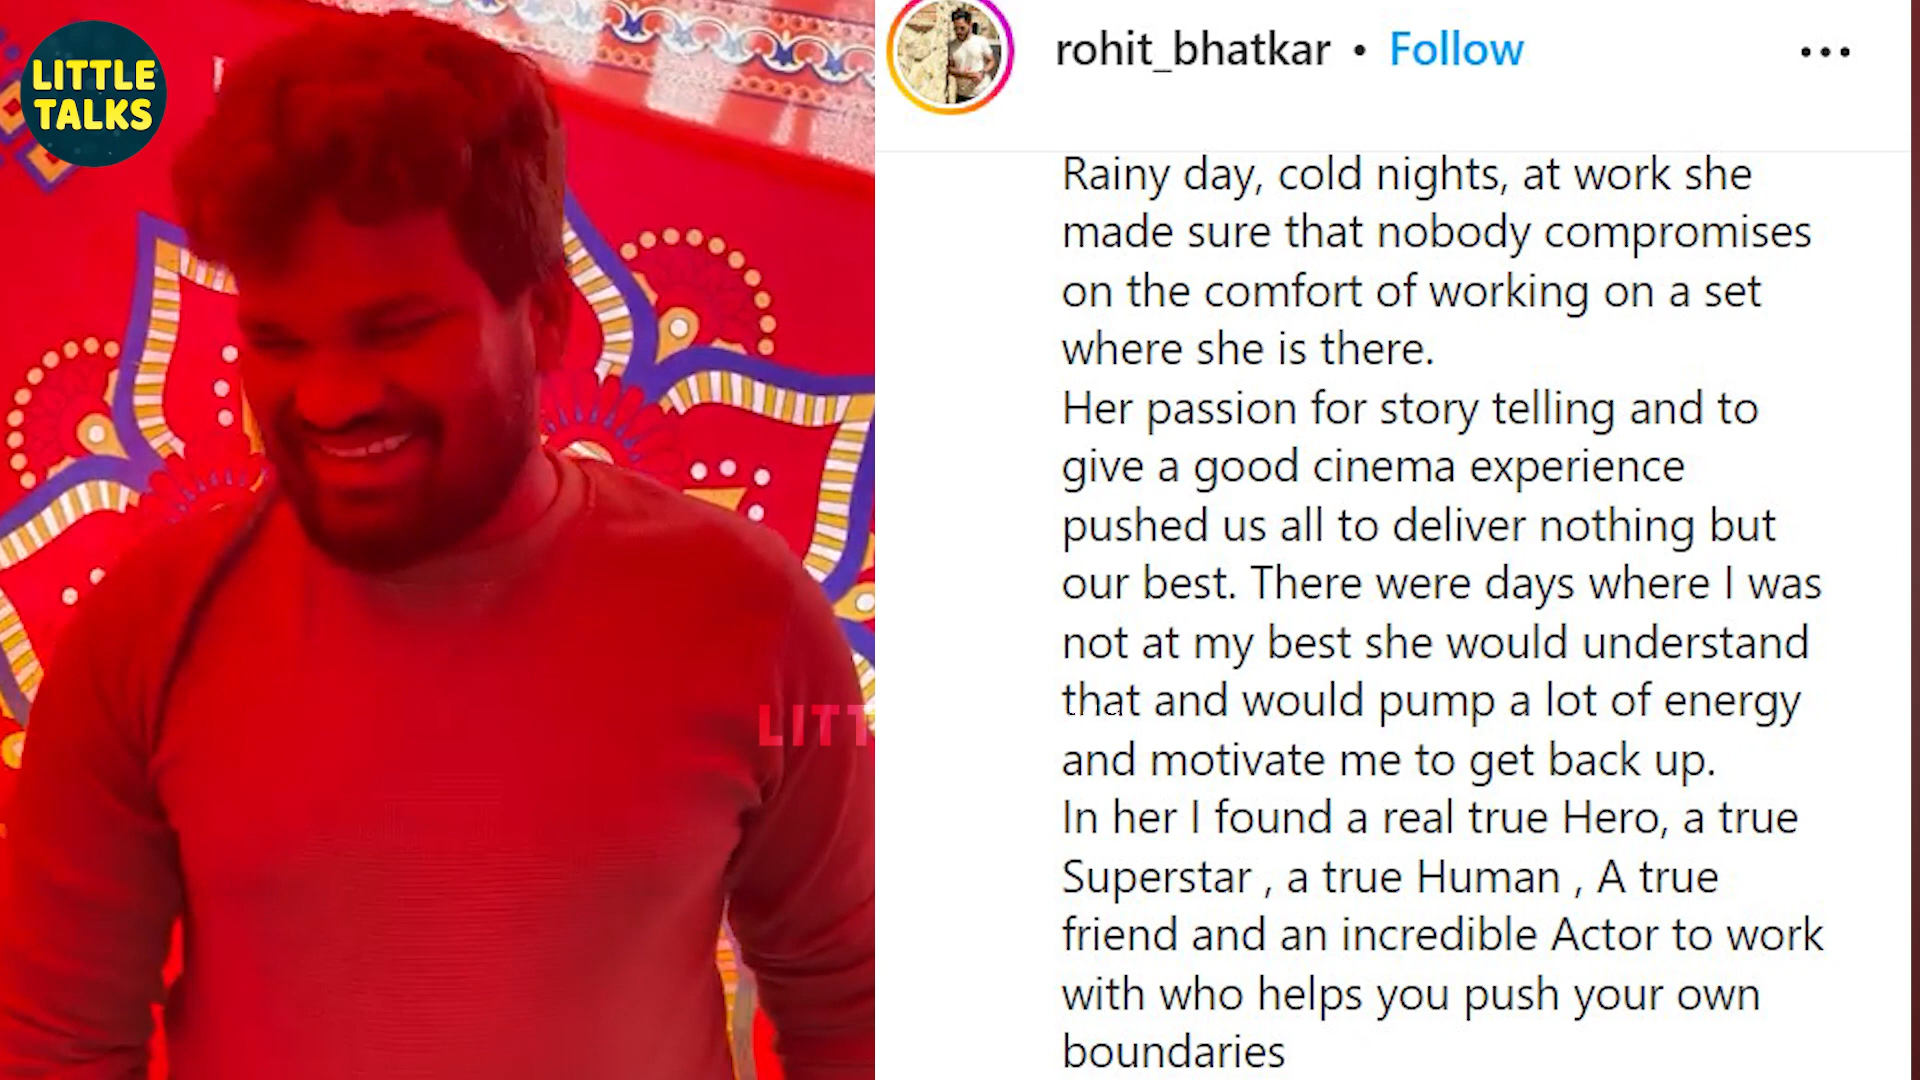 LITTLE
TALKS
LITT
rohit_bhatkar • Follow
Rainy day, cold nights, at work she
made sure that nobody compromises
on the comfort of working on a set
where she is there.
Her passion for story telling and to
give a good cinema experience
pushed us all to deliver nothing but
our best. There were days where I was
not at my best she would understand
that and would pump a lot of energy
and motivate me to get back up.
In her I found a real true Hero, a true
Superstar , a true Human , A true
friend and an incredible Actor to work
with who helps you push your own
boundaries